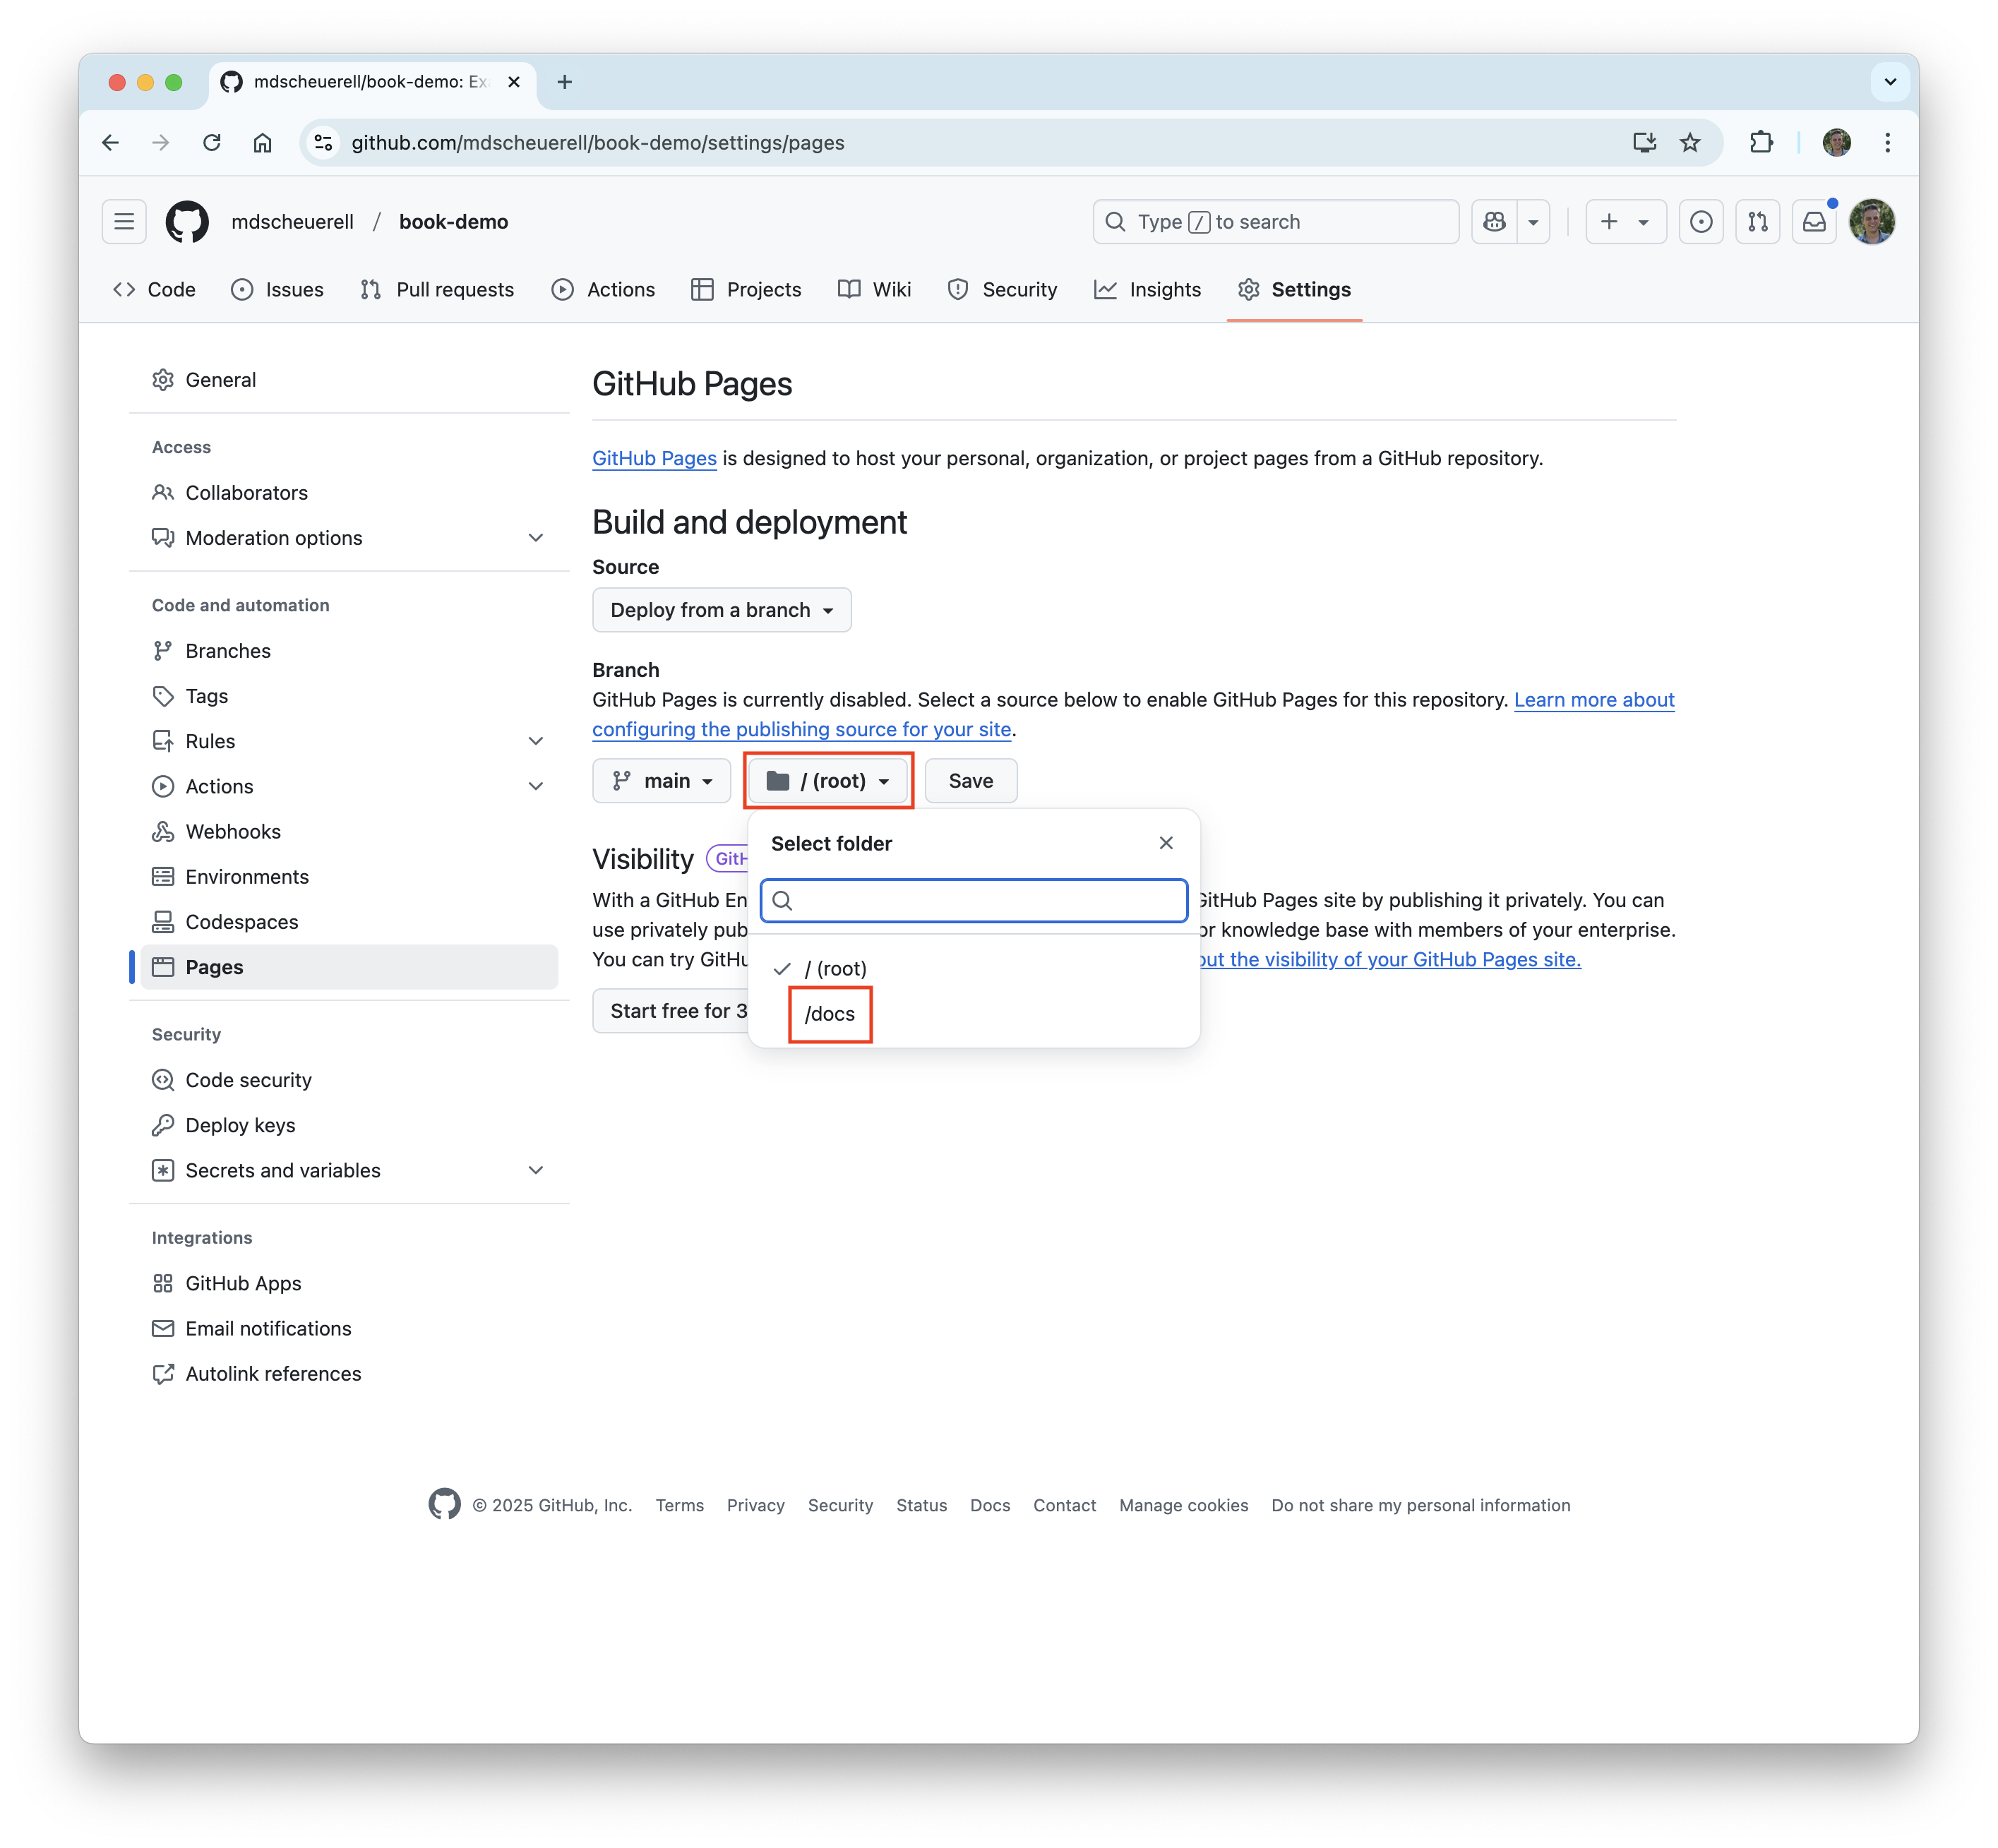 mdscheuerell/book-demo: Ex
github.com/mdscheuerell/book-demo/settings/pages
mdscheuerell / book-demo
Type / to search
Code
Issues
Pull requests
Actions
Projects
Wiki
Security
Insights
Settings
General
Access
Collaborators
Moderation options
Code and automation
Branches
Tags
Rules
Actions
Webhooks
Environments
Codespaces
Pages
Security
Code security
Deploy keys
Secrets and variables
Integrations
GitHub Apps
Email notifications
Autolink references
GitHub Pages
GitHub Pages is designed to host your personal, organization, or project pages from a GitHub repository.
Build and deployment
Source
Deploy from a branch
Branch
GitHub Pages is currently disabled. Select a source below to enable GitHub Pages for this repository. Learn more about
configuring the publishing source for your site.
main
/ (root)
Save
Select folder
/ (root)
/docs
Visibility GitH
With a GitHub En GitHub Pages site by publishing it privately. You can
use privately pub or knowledge base with members of your enterprise.
You can try GitHu out the visibility of your GitHub Pages site.
Start free for 3
© 2025 GitHub, Inc. Terms Privacy Security Status Docs Contact Manage cookies Do not share my personal information